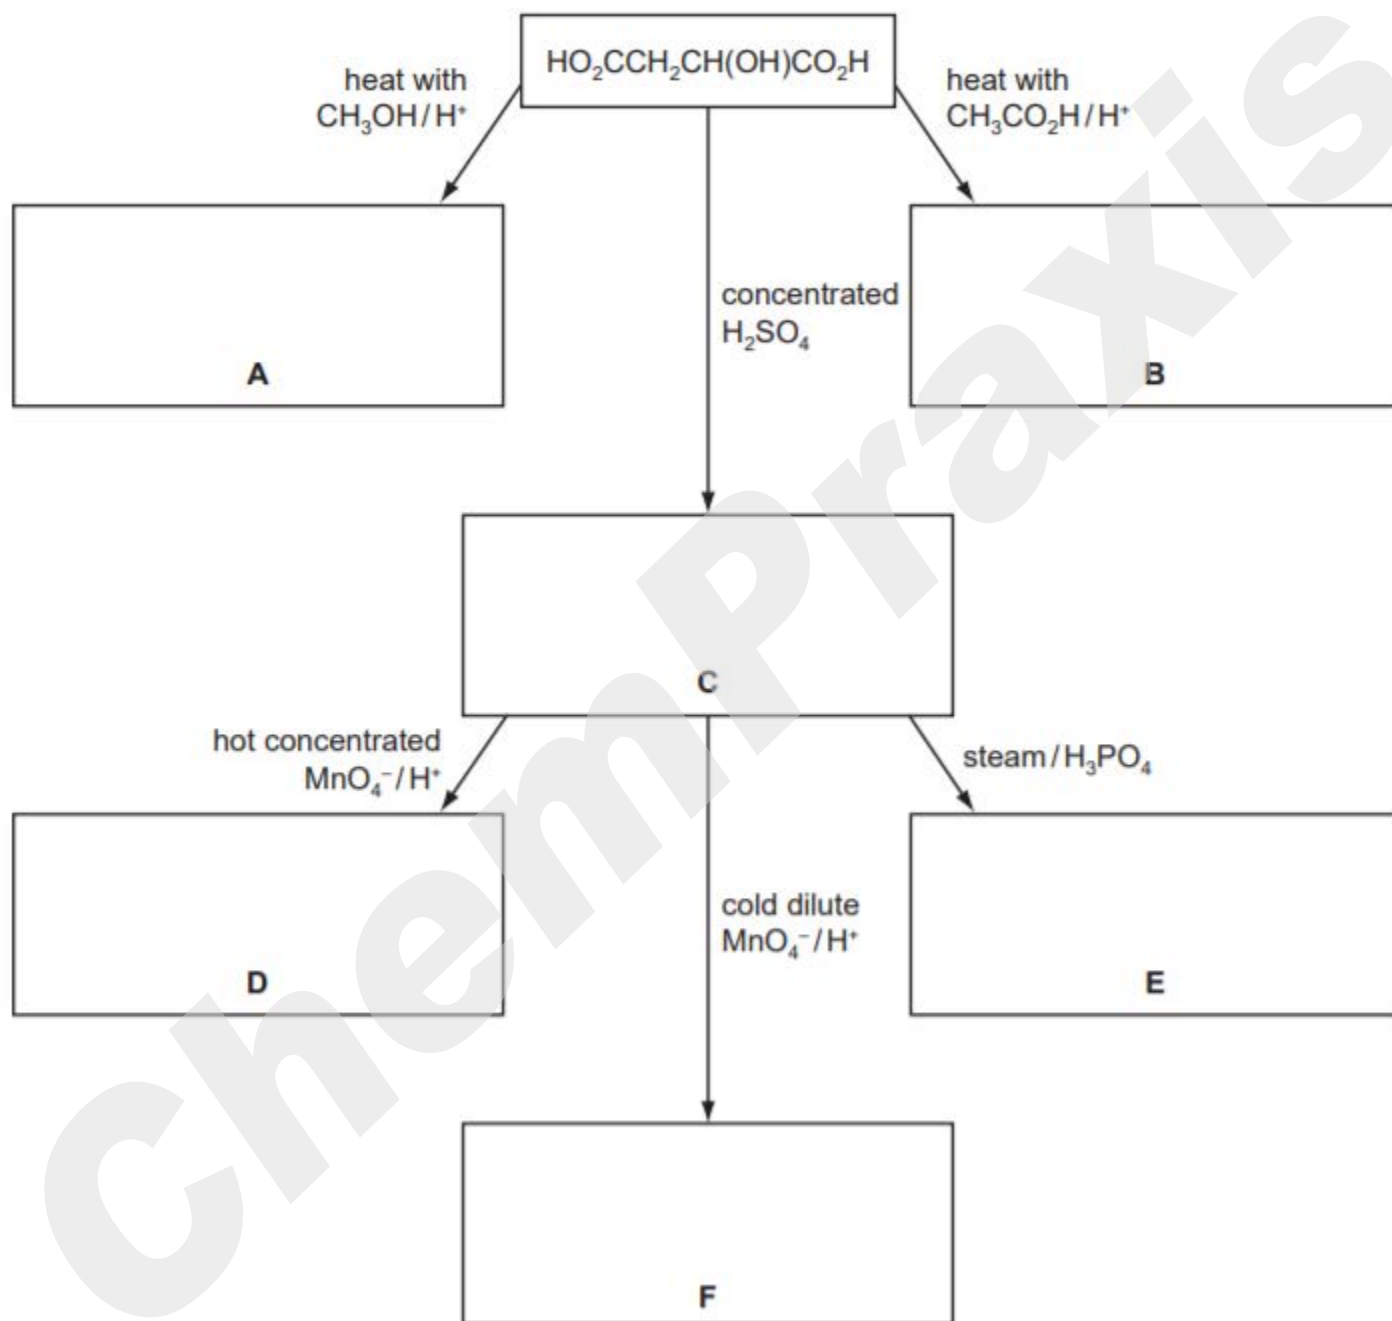 HO₂CCH₂CH(OH)CO₂H
heat with
CH₃OH/H⁺
heat with
CH₃CO₂H/H⁺
A
concentrated
H₂SO₄
B
C
hot concentrated
MnO₄⁻/H⁺
steam/H₃PO₄
D
cold dilute
MnO₄⁻/H⁺
E
F
ChemPraxis